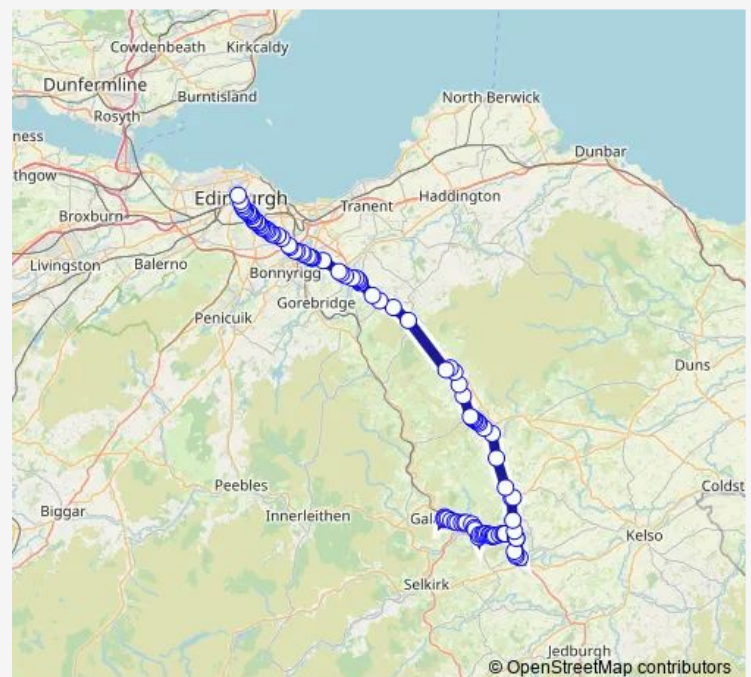 Cowdenbeath
Kirkcaldy
Dunfermline
Burntisland
Rosyth
North Berwick
ness
Dunbar
thgow
Edinburgh
Haddington
Tranent
Broxburn
Livingston
Balerno
Bonnyrigg
Gorebridge
Penicuik
Duns
Peebles
Coldst
Biggar
Innerleithen
Gala
Kelso
Selkirk
Jedburgh
© OpenStreetMap contributors